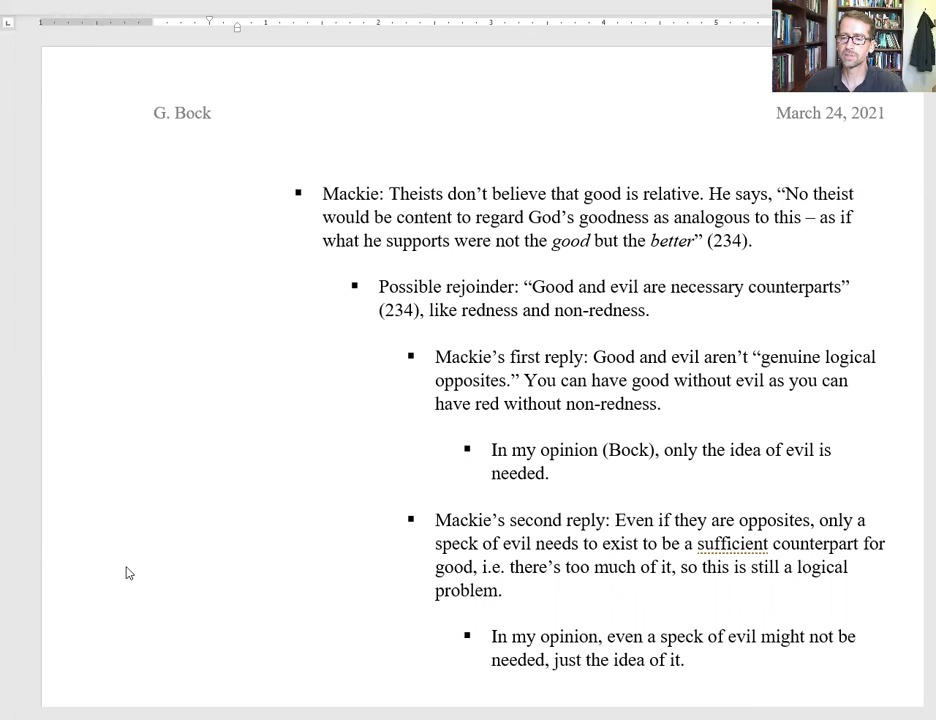 1 1 2 3 4 5
G. Bock March 24, 2021
▪ Mackie: Theists don’t believe that good is relative. He says, “No theist
would be content to regard God’s goodness as analogous to this – as if
what he supports were not the good but the better” (234).
▪ Possible rejoinder: “Good and evil are necessary counterparts”
(234), like redness and non-redness.
▪ Mackie’s first reply: Good and evil aren’t “genuine logical
opposites.” You can have good without evil as you can
have red without non-redness.
▪ In my opinion (Bock), only the idea of evil is
needed.
▪ Mackie’s second reply: Even if they are opposites, only a
speck of evil needs to exist to be a sufficient counterpart for
good, i.e. there’s too much of it, so this is still a logical
problem.
▪ In my opinion, even a speck of evil might not be
needed, just the idea of it.